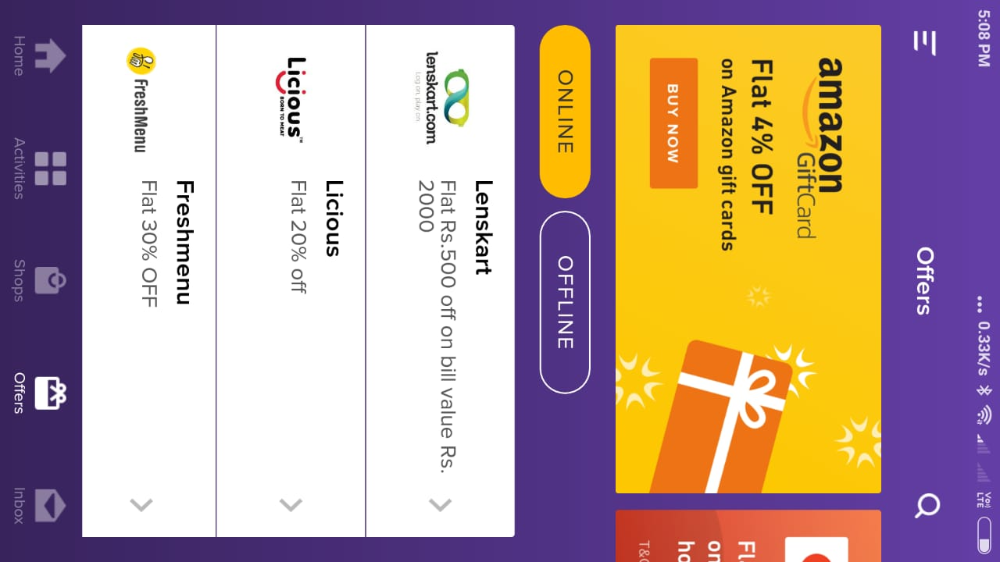 5:08 PM
... 0.33K/s
Vo))
LTE
Offers
amazon
GiftCard
Flat 4% OFF
on Amazon gift cards
BUY NOW
T&C
ONLINE
OFFLINE
lenskart.com
Log on, play on.
Lenskart
Flat Rs.500 off on bill value Rs.
2000
Licious™
BORN TO MEAT
Licious
Flat 20% off
FreshMenu
Freshmenu
Flat 30% OFF
Home
Activities
Shops
Offers
Inbox